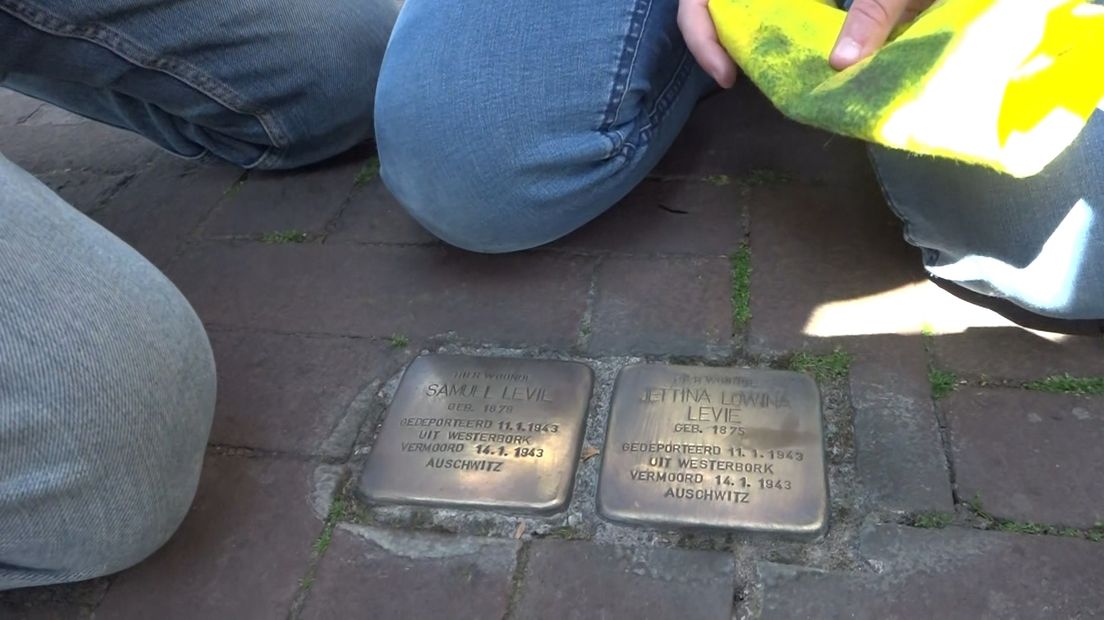 HIER WOONDE
SAMUEL LEVIE
GEB. 1878
GEDEPORTEERD 11.1.1943
UIT WESTERBORK
VERMOORD 14.1.1943
AUSCHWITZ
HIER WOONDE
JETTINA LOWINA
LEVIE
GEB. 1875
GEDEPORTEERD 11.1.1943
UIT WESTERBORK
VERMOORD 14.1.1943
AUSCHWITZ